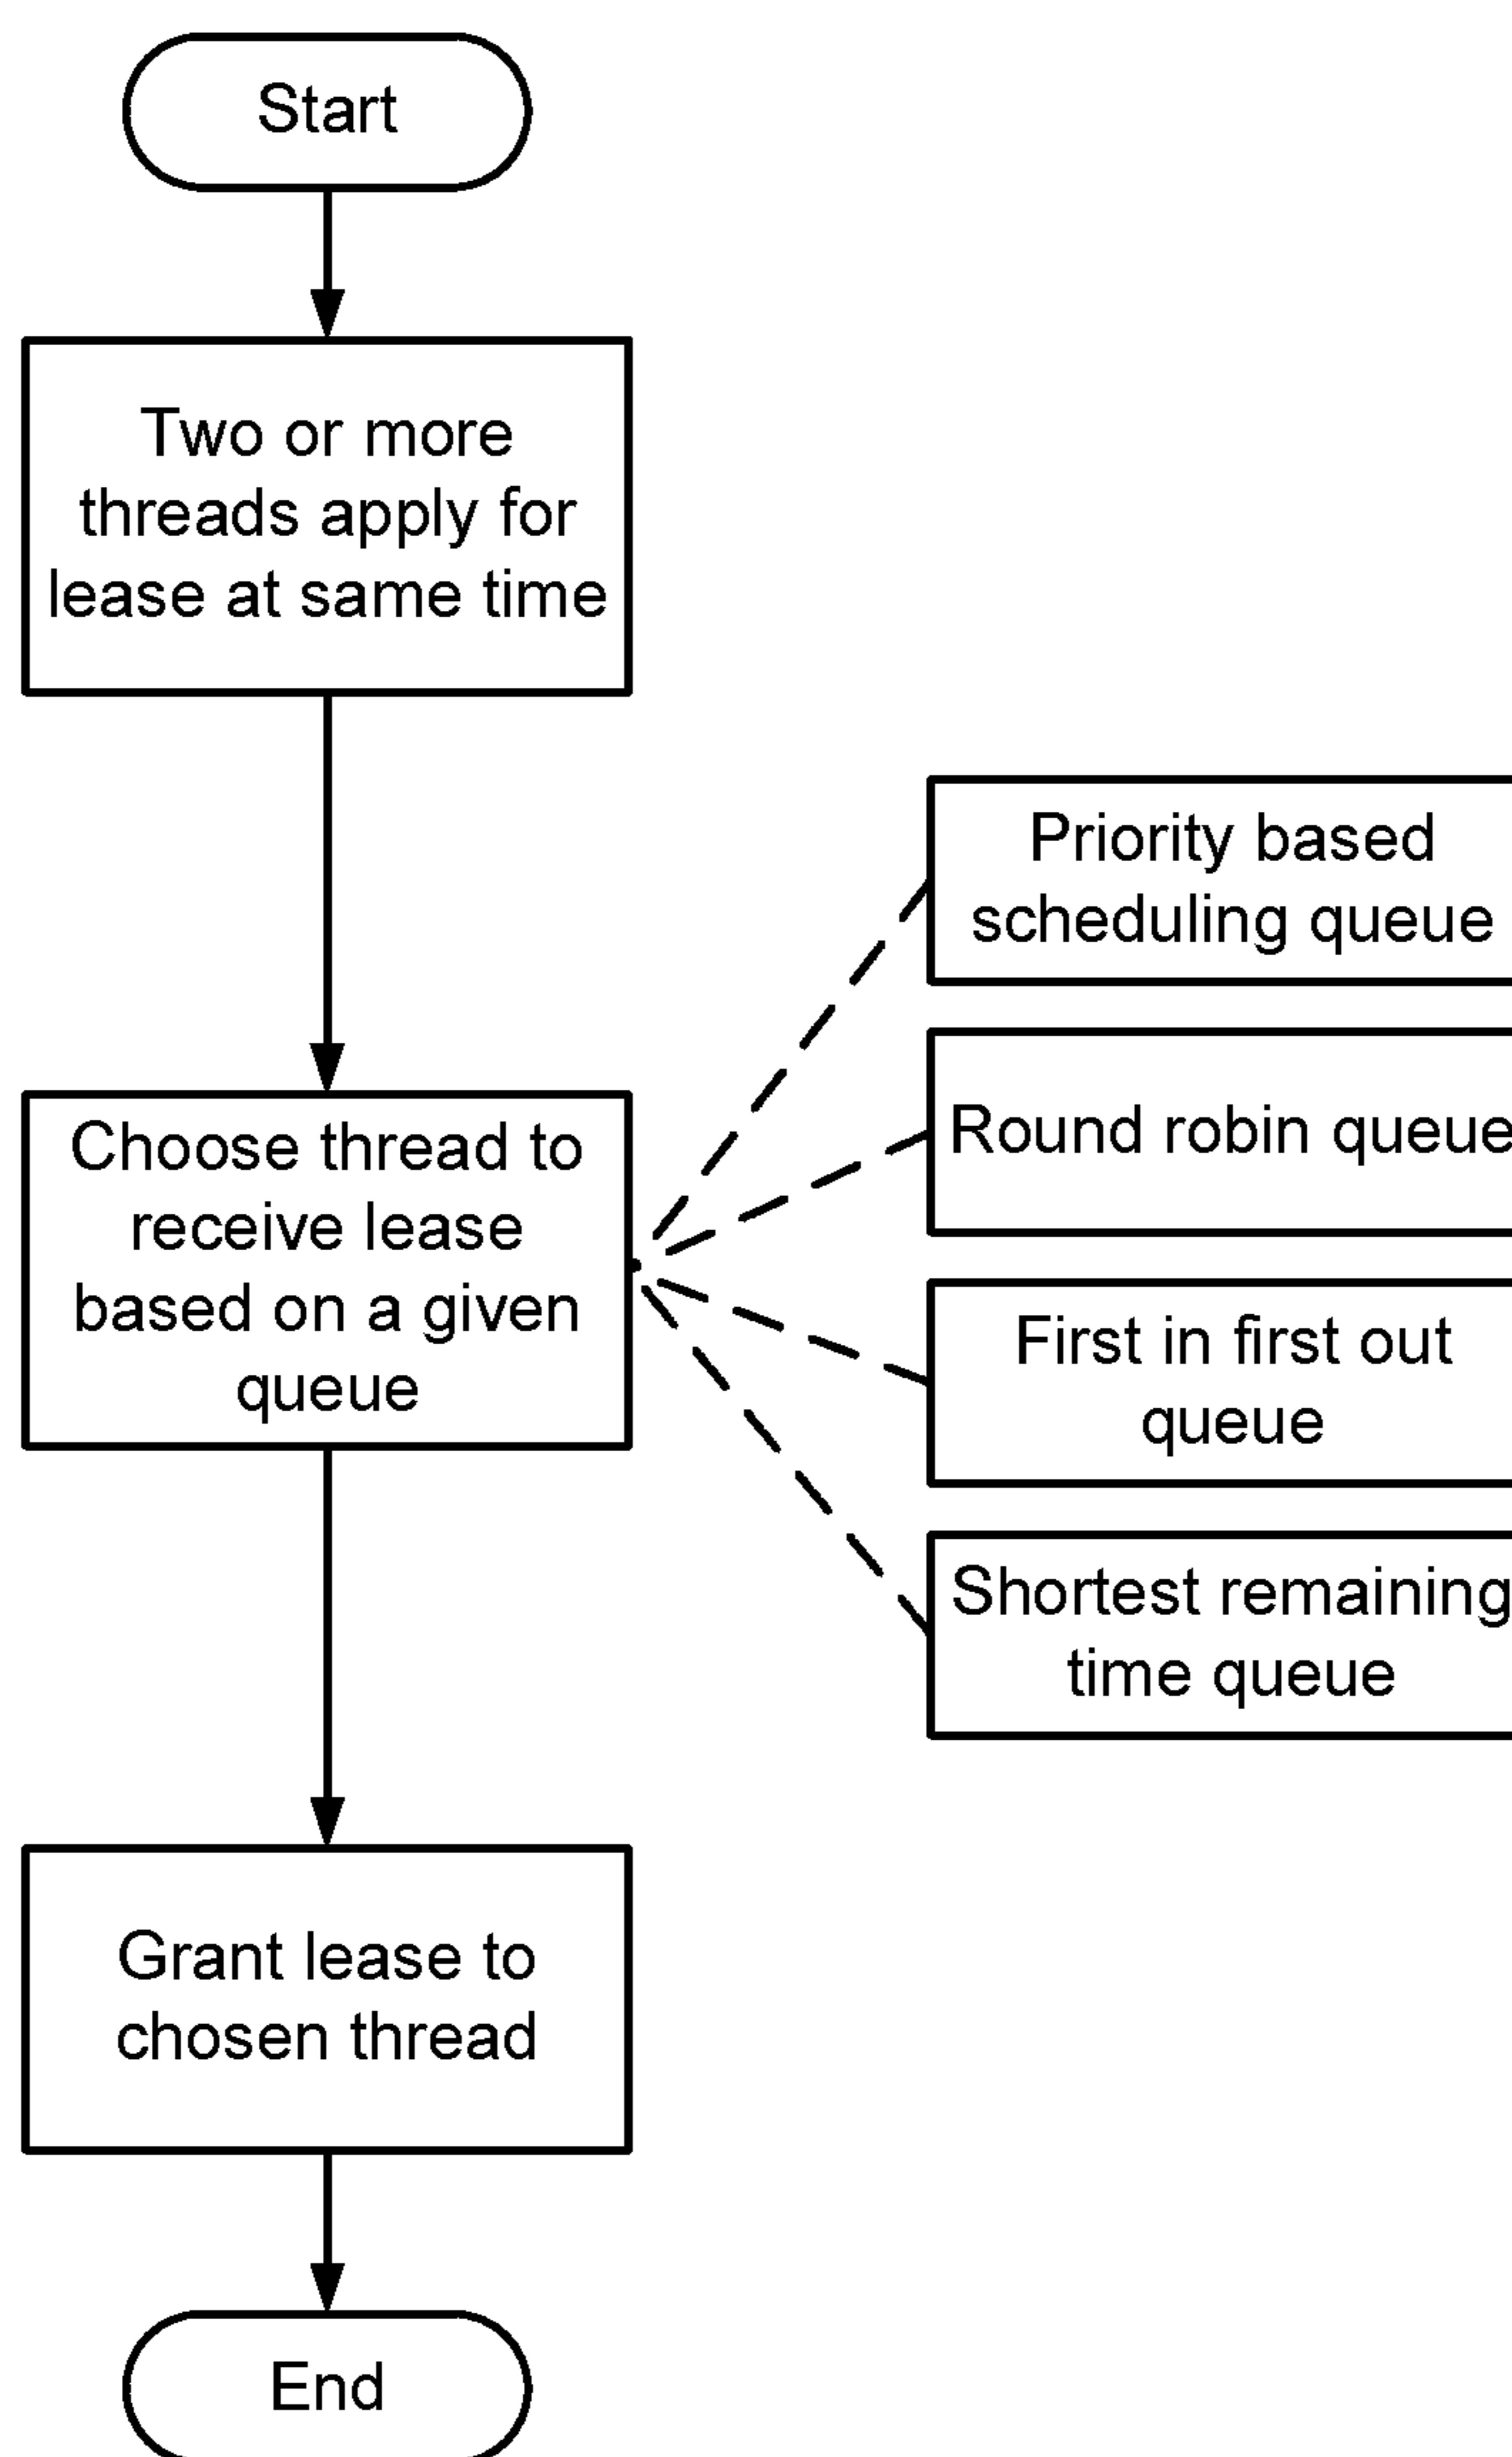 Start
Two or more
threads apply for
lease at same time
Priority based
scheduling queue
Round robin queue
Choose thread to
receive lease
based on a given
queue
First in first out
queue
Shortest remaining
time queue
Grant lease to
chosen thread
End